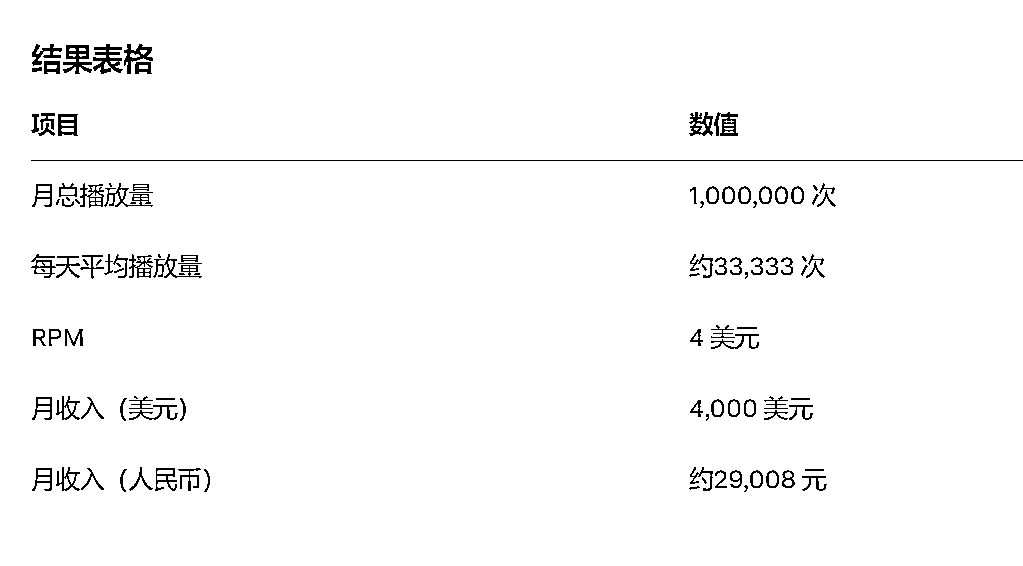 结果表格
项目 数值
月总播放量 1,000,000 次
每天平均播放量 约33,333 次
RPM 4 美元
月收入（美元） 4,000 美元
月收入（人民币） 约29,008 元